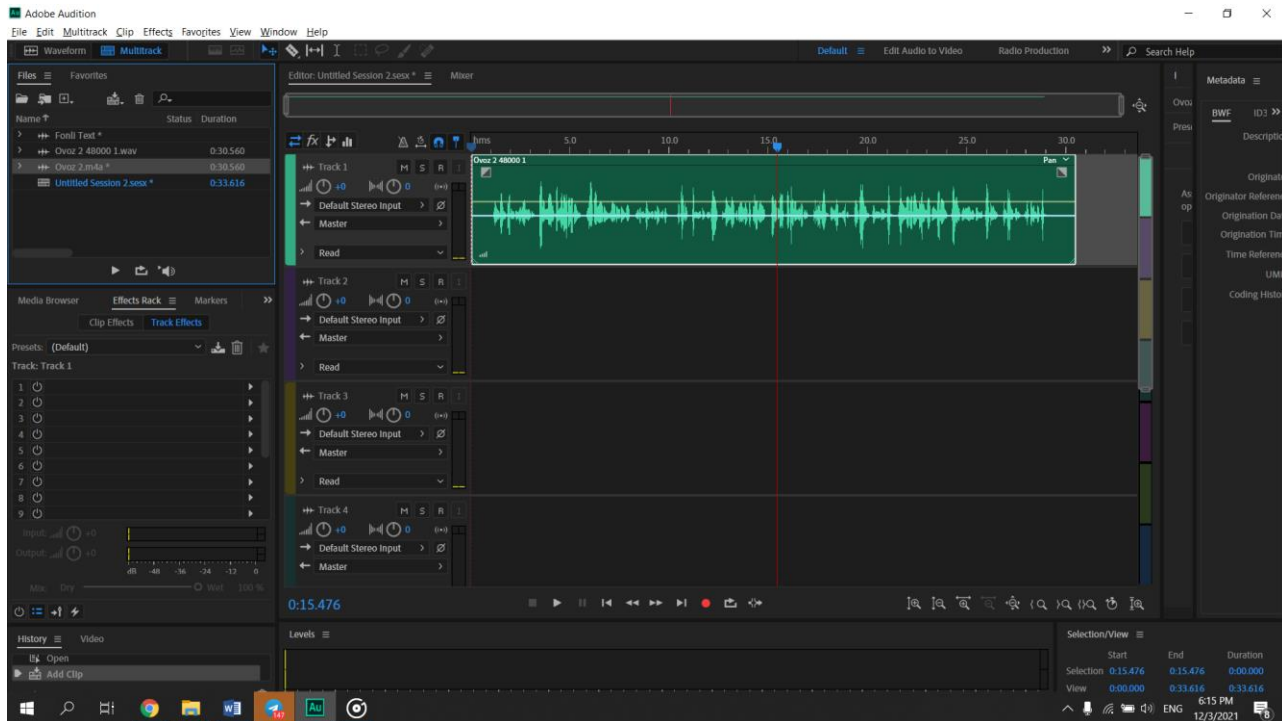 Adobe Audition
File Edit Multitrack Clip Effects Favorites View Window Help
Waveform Multitrack
Default Edit Audio to Video Radio Production Search Help
Files Favorites
Name Status Duration
Fonli Text *
Ovoz 2 48000 1.wav 0:30.560
Ovoz 2.m4a * 0:30.560
Untitled Session 2.sesx * 0:33.616
Media Browser Effects Rack Markers
Clip Effects Track Effects
Presets: (Default)
Track: Track 1
1
2
3
4
5
6
7
8
9
Input: +0
Output: +0
dB -48 -36 -24 -12 0
Mix: Dry Wet 100 %
History Video
Open
Add Clip
Editor: Untitled Session 2.sesx * Mixer
hms 5.0 10.0 15.0 20.0 25.0 30.0
Track 1 M S R I
+0 0
Default Stereo Input
Master
Read
Ovoz 2 48000 1 Pan
Track 2 M S R I
+0 0
Default Stereo Input
Master
Read
Track 3 M S R I
+0 0
Default Stereo Input
Master
Read
Track 4 M S R I
+0 0
Default Stereo Input
Master
0:15.476
Levels
Selection/View
Start End Duration
Selection 0:15.476 0:15.476 0:00.000
View 0:00.000 0:33.616 0:33.616
Metadata
BWF ID3
Descriptio
Originat
Originator Referen
Origination Da
Origination Tim
Time Referen
UMI
Coding Histo
147
Au
ENG
6:15 PM
12/3/2021